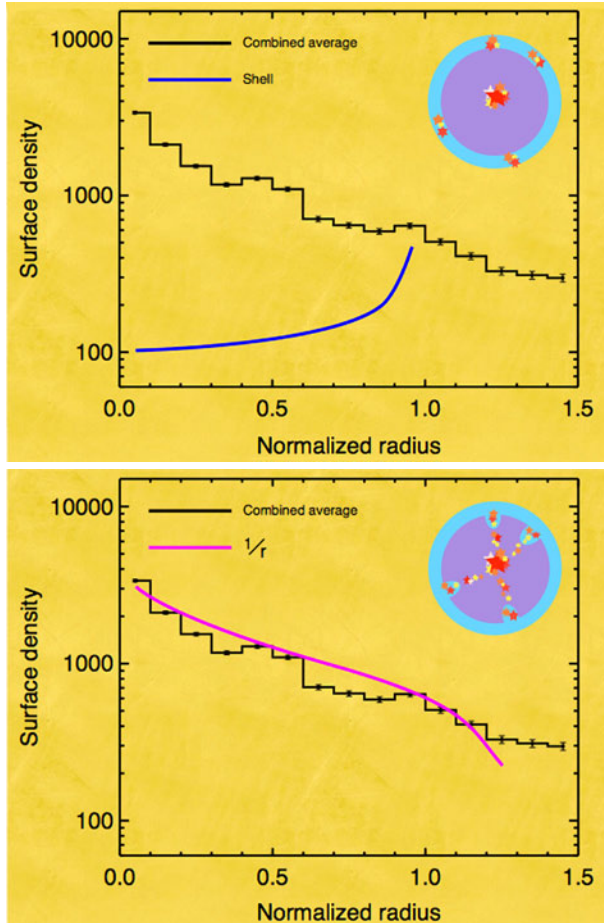 10000
1000
100
Surface density
Combined average
Shell
0.0 0.5 1.0 1.5
Normalized radius
10000
1000
100
Surface density
Combined average
1/r
0.0 0.5 1.0 1.5
Normalized radius